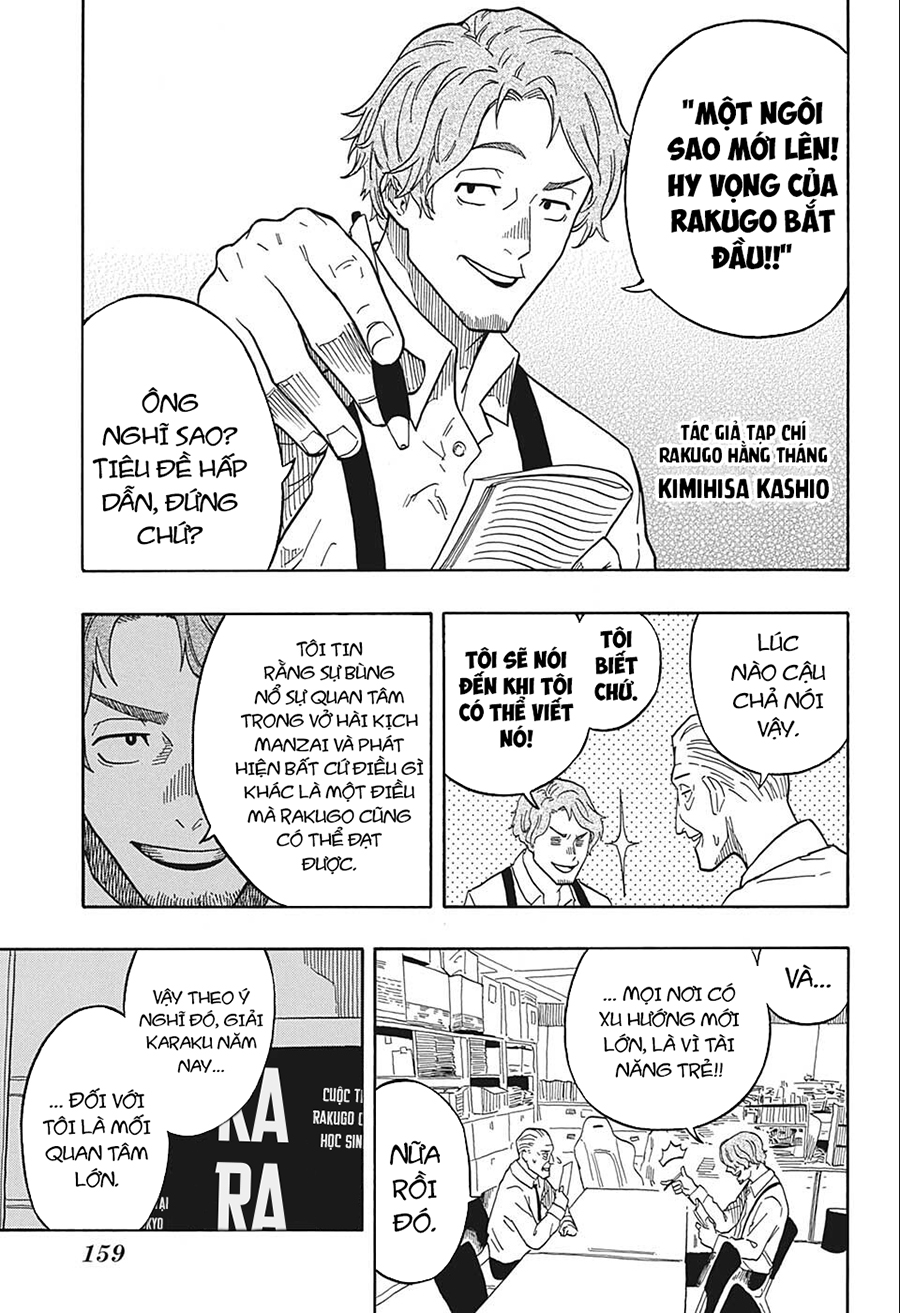 "MỘT NGÔI
SAO MỚI LÊN!
HY VỌNG CỦA
RAKUGO BẮT
ĐẦU!!"
TÁC GIẢ TẠP CHÍ
RAKUGO HẰNG THÁNG
KIMIHISA KASHIO
ÔNG
NGHĨ SAO?
TIÊU ĐỀ HẤP
DẪN, ĐỨNG
CHỨ?
LÚC
NÀO CẬU
CHẢ NÓI
VẬY.
TÔI
BIẾT
CHỨ.
TÔI SẼ NÓI
ĐẾN KHI TÔI
CÓ THỂ VIẾT
NÓ!
TÔI TIN
RẰNG SỰ BÙNG
NỔ SỰ QUAN TÂM
TRONG VỞ HÀI KỊCH
MANZAI VÀ PHÁT
HIỆN BẤT CỨ ĐIỀU GÌ
KHÁC LÀ MỘT ĐIỀU
MÀ RAKUGO CŨNG
CÓ THỂ ĐẠT
ĐƯỢC.
VÀ...
... MỌI NƠI CÓ
XU HƯỚNG MỚI
LỚN, LÀ VÌ TÀI
NĂNG TRẺ!!
NỮA
RỒI
ĐÓ.
VẬY THEO Ý
NGHĨ ĐÓ, GIẢI
KARAKU NĂM
NAY...
... ĐỐI VỚI
TÔI LÀ MỐI
QUAN TÂM
LỚN.
RA
RA
CUỘC T
RAKUGO
HỌC SIN
159